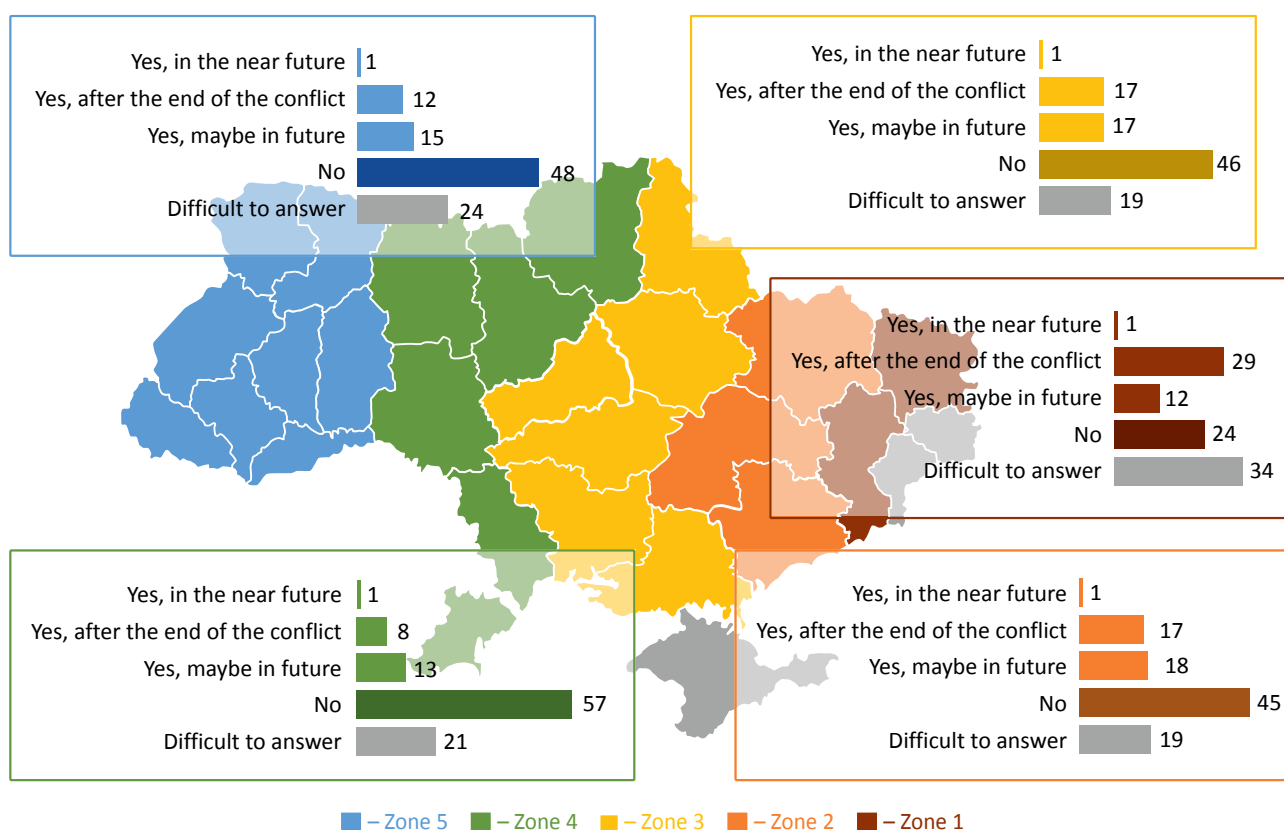 Yes, in the near future 1
Yes, after the end of the conflict 12
Yes, maybe in future 15
No 48
Difficult to answer 24
Yes, in the near future 1
Yes, after the end of the conflict 17
Yes, maybe in future 17
No 46
Difficult to answer 19
Yes, in the near future 1
Yes, after the end of the conflict 29
Yes, maybe in future 12
No 24
Difficult to answer 34
Yes, in the near future 1
Yes, after the end of the conflict 8
Yes, maybe in future 13
No 57
Difficult to answer 21
Yes, in the near future 1
Yes, after the end of the conflict 17
Yes, maybe in future 18
No 45
Difficult to answer 19
– Zone 5 – Zone 4 – Zone 3 – Zone 2 – Zone 1